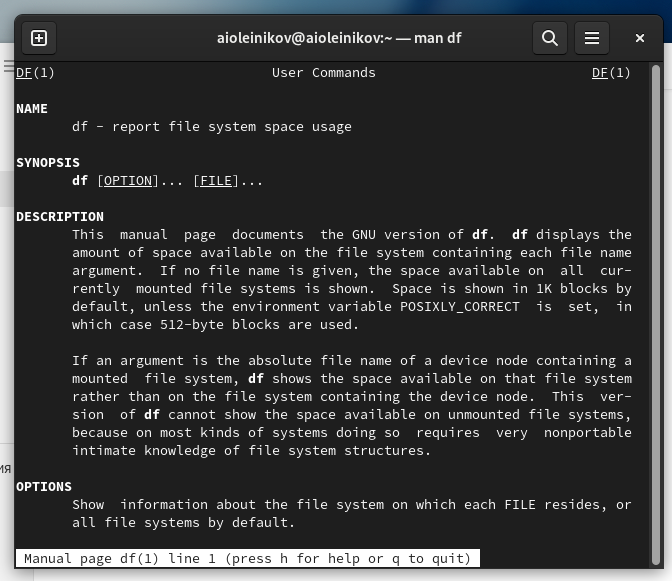 aioleinikov@aioleinikov:~ — man df
DF(1) User Commands DF(1)
NAME
df - report file system space usage
SYNOPSIS
df [OPTION]... [FILE]...
DESCRIPTION
This manual page documents the GNU version of df. df displays the
amount of space available on the file system containing each file name
argument. If no file name is given, the space available on all cur-
rently mounted file systems is shown. Space is shown in 1K blocks by
default, unless the environment variable POSIXLY_CORRECT is set, in
which case 512-byte blocks are used.
If an argument is the absolute file name of a device node containing a
mounted file system, df shows the space available on that file system
rather than on the file system containing the device node. This ver-
sion of df cannot show the space available on unmounted file systems,
because on most kinds of systems doing so requires very nonportable
intimate knowledge of file system structures.
OPTIONS
Show information about the file system on which each FILE resides, or
all file systems by default.
Manual page df(1) line 1 (press h for help or q to quit)